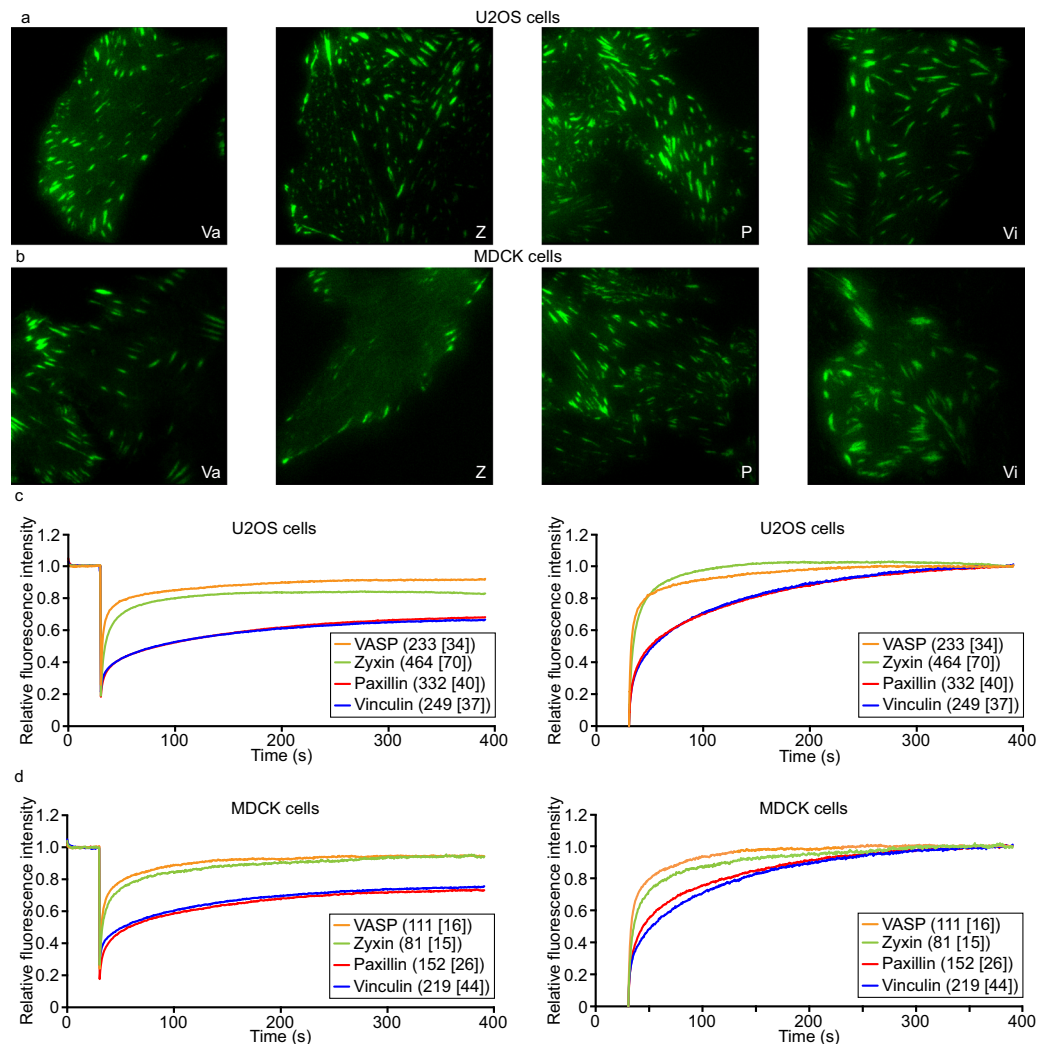 a
U2OS cells
Va
Z
P
Vi
b
MDCK cells
Va
Z
P
Vi
c
U2OS cells
Relative fluorescence intensity
1.2
1.0
0.8
0.6
0.4
0.2
0
0 100 200 300 400
Time (s)
VASP (233 [34])
Zyxin (464 [70])
Paxillin (332 [40])
Vinculin (249 [37])
U2OS cells
Relative fluorescence intensity
1.2
1.0
0.8
0.6
0.4
0.2
0
0 100 200 300 400
Time (s)
VASP (233 [34])
Zyxin (464 [70])
Paxillin (332 [40])
Vinculin (249 [37])
d
MDCK cells
Relative fluorescence intensity
1.2
1.0
0.8
0.6
0.4
0.2
0
0 100 200 300 400
Time (s)
VASP (111 [16])
Zyxin (81 [15])
Paxillin (152 [26])
Vinculin (219 [44])
MDCK cells
Relative fluorescence intensity
1.2
1.0
0.8
0.6
0.4
0.2
0
0 100 200 300 400
Time (s)
VASP (111 [16])
Zyxin (81 [15])
Paxillin (152 [26])
Vinculin (219 [44])